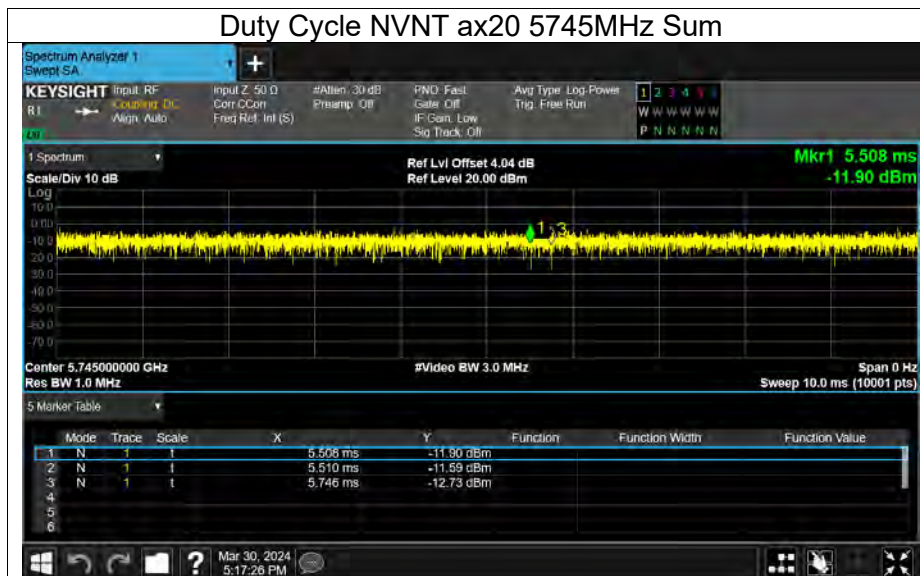 Duty Cycle NVNT ax20 5745MHz Sum
Spectrum Analyzer 1
Swept SA
+
KEYSIGHT Input: RF Input Z: 50 Ω #Atten: 30 dB PNO: Fast Avg Type: Log-Power 1 2 3 4 5 6
Coupling: DC Corr CCorr Preamp: Off Gate: Off Trig: Free Run W W W W W W
Align: Auto Freq Ref: Int (S) IF Gain: Low
Sig Track: Off P N N N N N
1 Spectrum
Ref Lvl Offset 4.04 dB Mkr1 5.508 ms
Scale/Div 10 dB Ref Level 20.00 dBm -11.90 dBm
Log
10.0
0.00
-10.0
-20.0
-30.0
-40.0
-50.0
-60.0
-70.0
1 3
Center 5.745000000 GHz #Video BW 3.0 MHz Span 0 Hz
Res BW 1.0 MHz Sweep 10.0 ms (10001 pts)
5 Marker Table
Mode Trace Scale X Y Function Function Width Function Value
1 N 1 t 5.508 ms -11.90 dBm
2 N 1 t 5.510 ms -11.59 dBm
3 N 1 t 5.746 ms -12.73 dBm
4
5
6
? Mar 30, 2024
5:17:26 PM